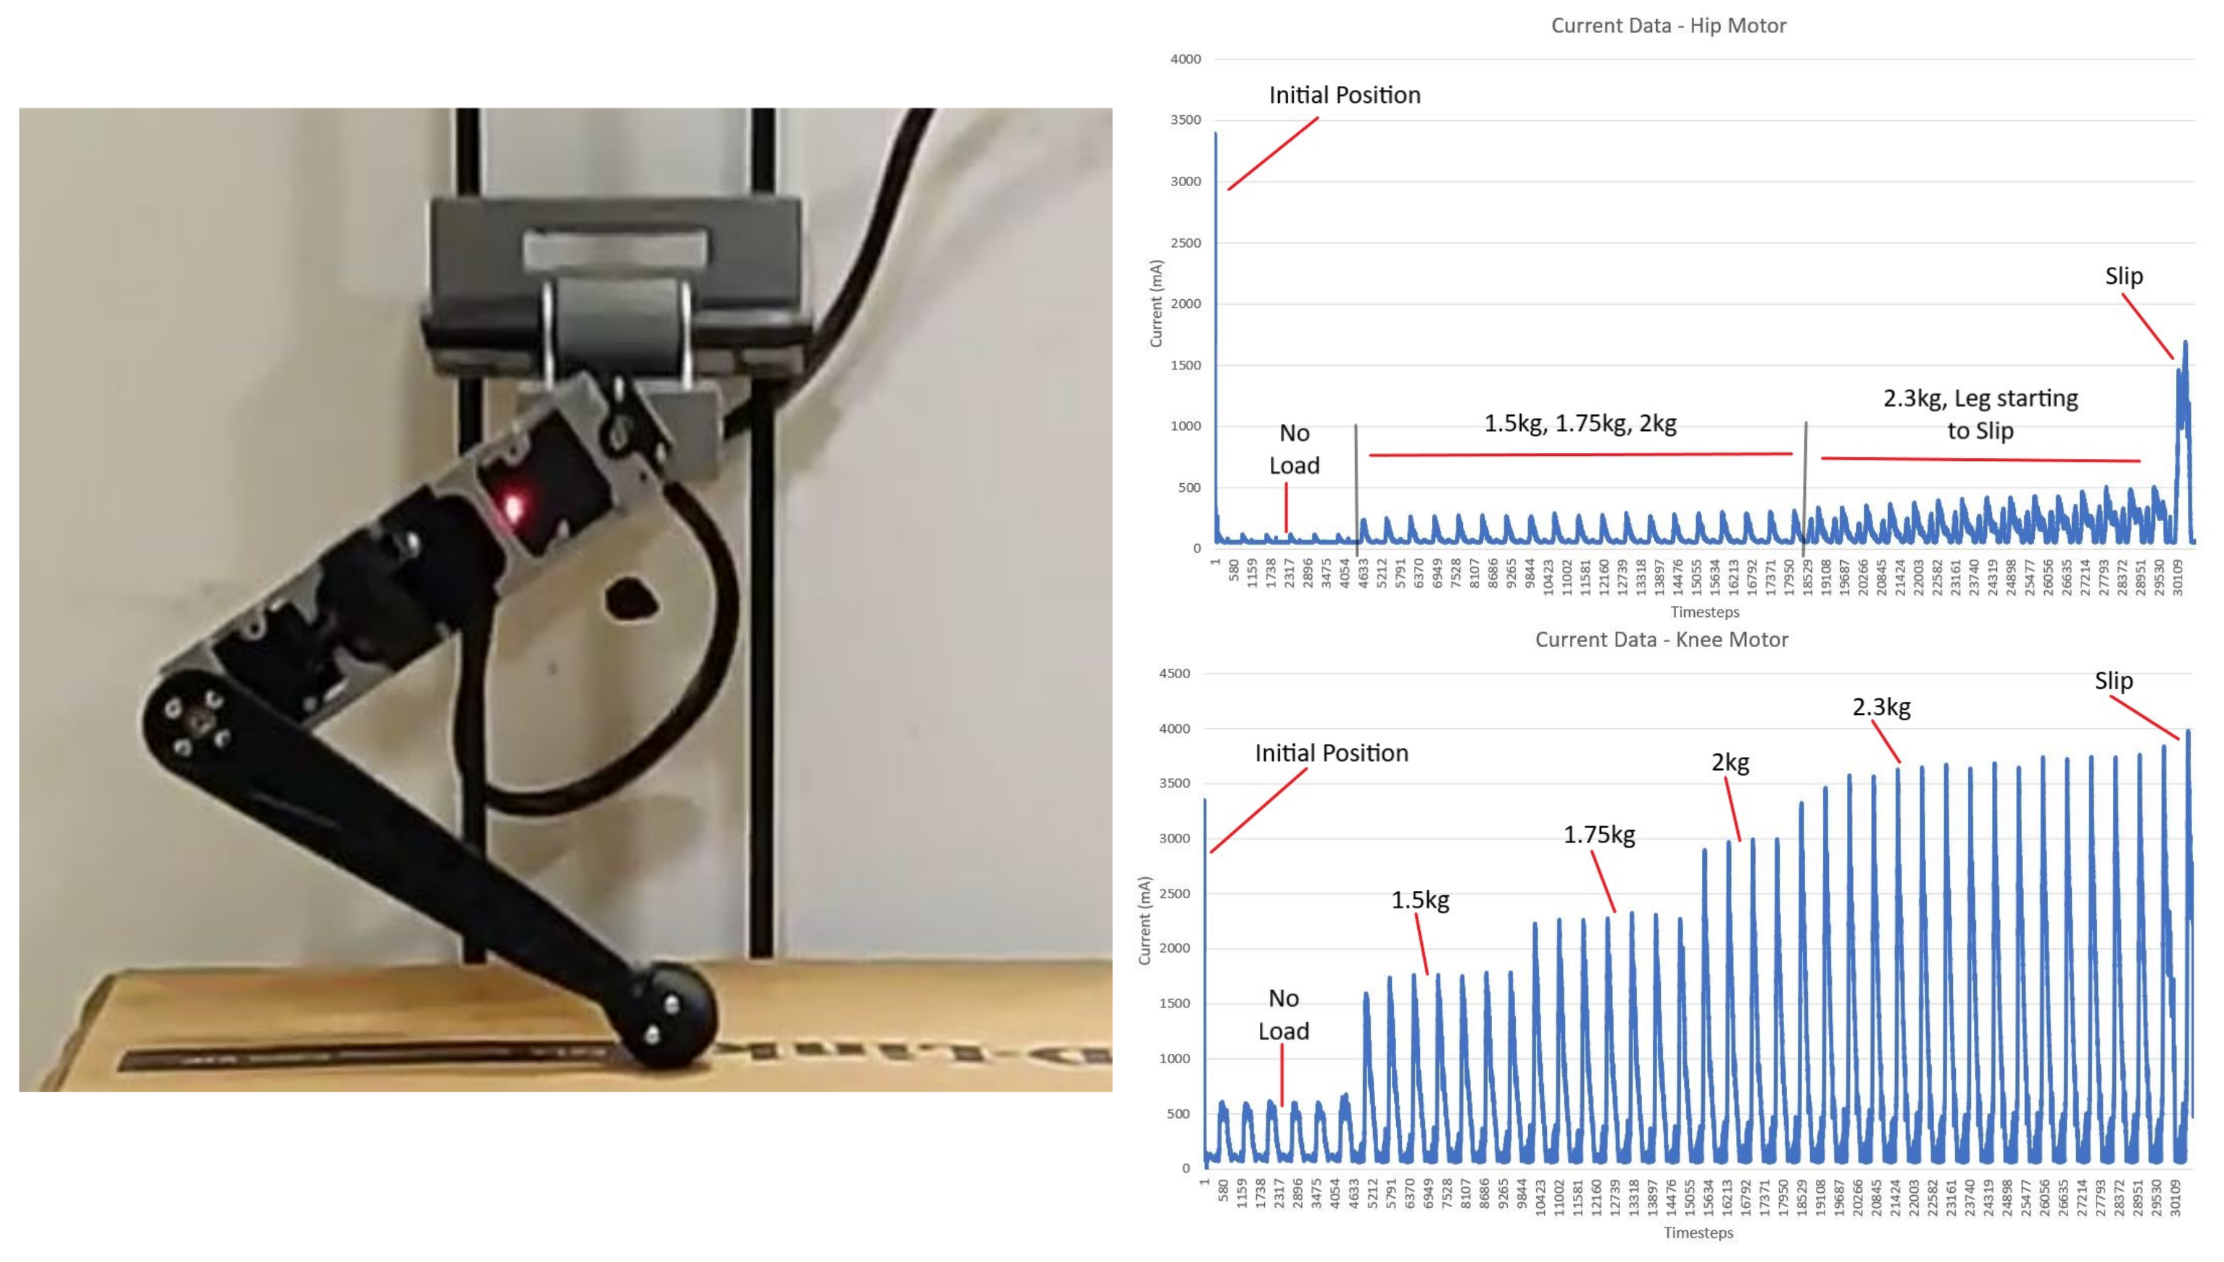 Current Data - Hip Motor
4000
3500
3000
2500
2000
1500
1000
500
0
Current (mA)
Initial Position
No
Load
1.5kg, 1.75kg, 2kg
2.3kg, Leg starting
to Slip
Slip
1 580 1159 1738 2317 2896 3475 4054 4633 5212 5791 6370 6949 7528 8107 8686 9265 9844 10423 11002 11581 12160 12739 13318 13897 14476 15055 15634 16213 16792 17371 17950 18529 19108 19687 20266 20845 21424 22003 22582 23161 23740 24319 24898 25477 26056 26635 27214 27793 28372 28951 29530 30109
Timesteps
Current Data - Knee Motor
4500
4000
3500
3000
2500
2000
1500
1000
500
0
Current (mA)
Initial Position
No
Load
1.5kg
1.75kg
2kg
2.3kg
Slip
1 580 1159 1738 2317 2896 3475 4054 4633 5212 5791 6370 6949 7528 8107 8686 9265 9844 10423 11002 11581 12160 12739 13318 13897 14476 15055 15634 16213 16792 17371 17950 18529 19108 19687 20266 20845 21424 22003 22582 23161 23740 24319 24898 25477 26056 26635 27214 27793 28372 28951 29530 30109
Timesteps